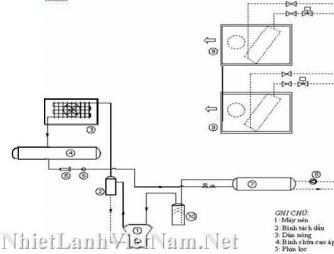 9
9
3
4
5
6
2
7
8
1
10
GHI CHÚ:
1: Máy nén
2: Bình tách dầu
3: Dàn nóng
4: Bình chứa cao áp
5: Phin lọc
NhietLanhVietNam.Net